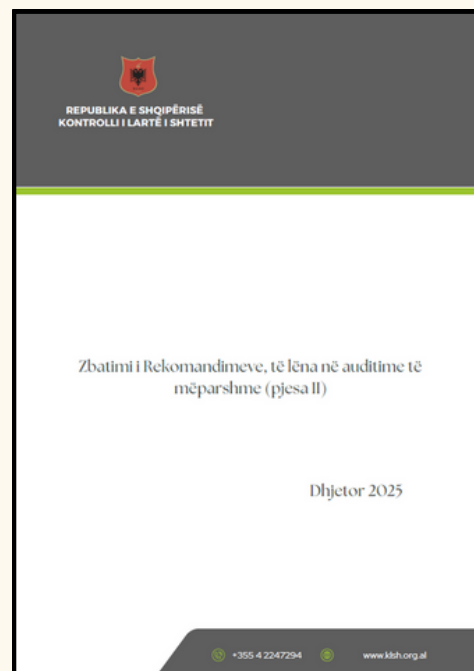 REPUBLIKA E SHQIPËRISË
KONTROLLI I LARTË I SHTETIT
Zbatimi i Rekomandimeve, të lëna në auditime të
mëparshme (pjesa II)
Dhjetor 2025
+355 4 2247294
www.klsh.org.al